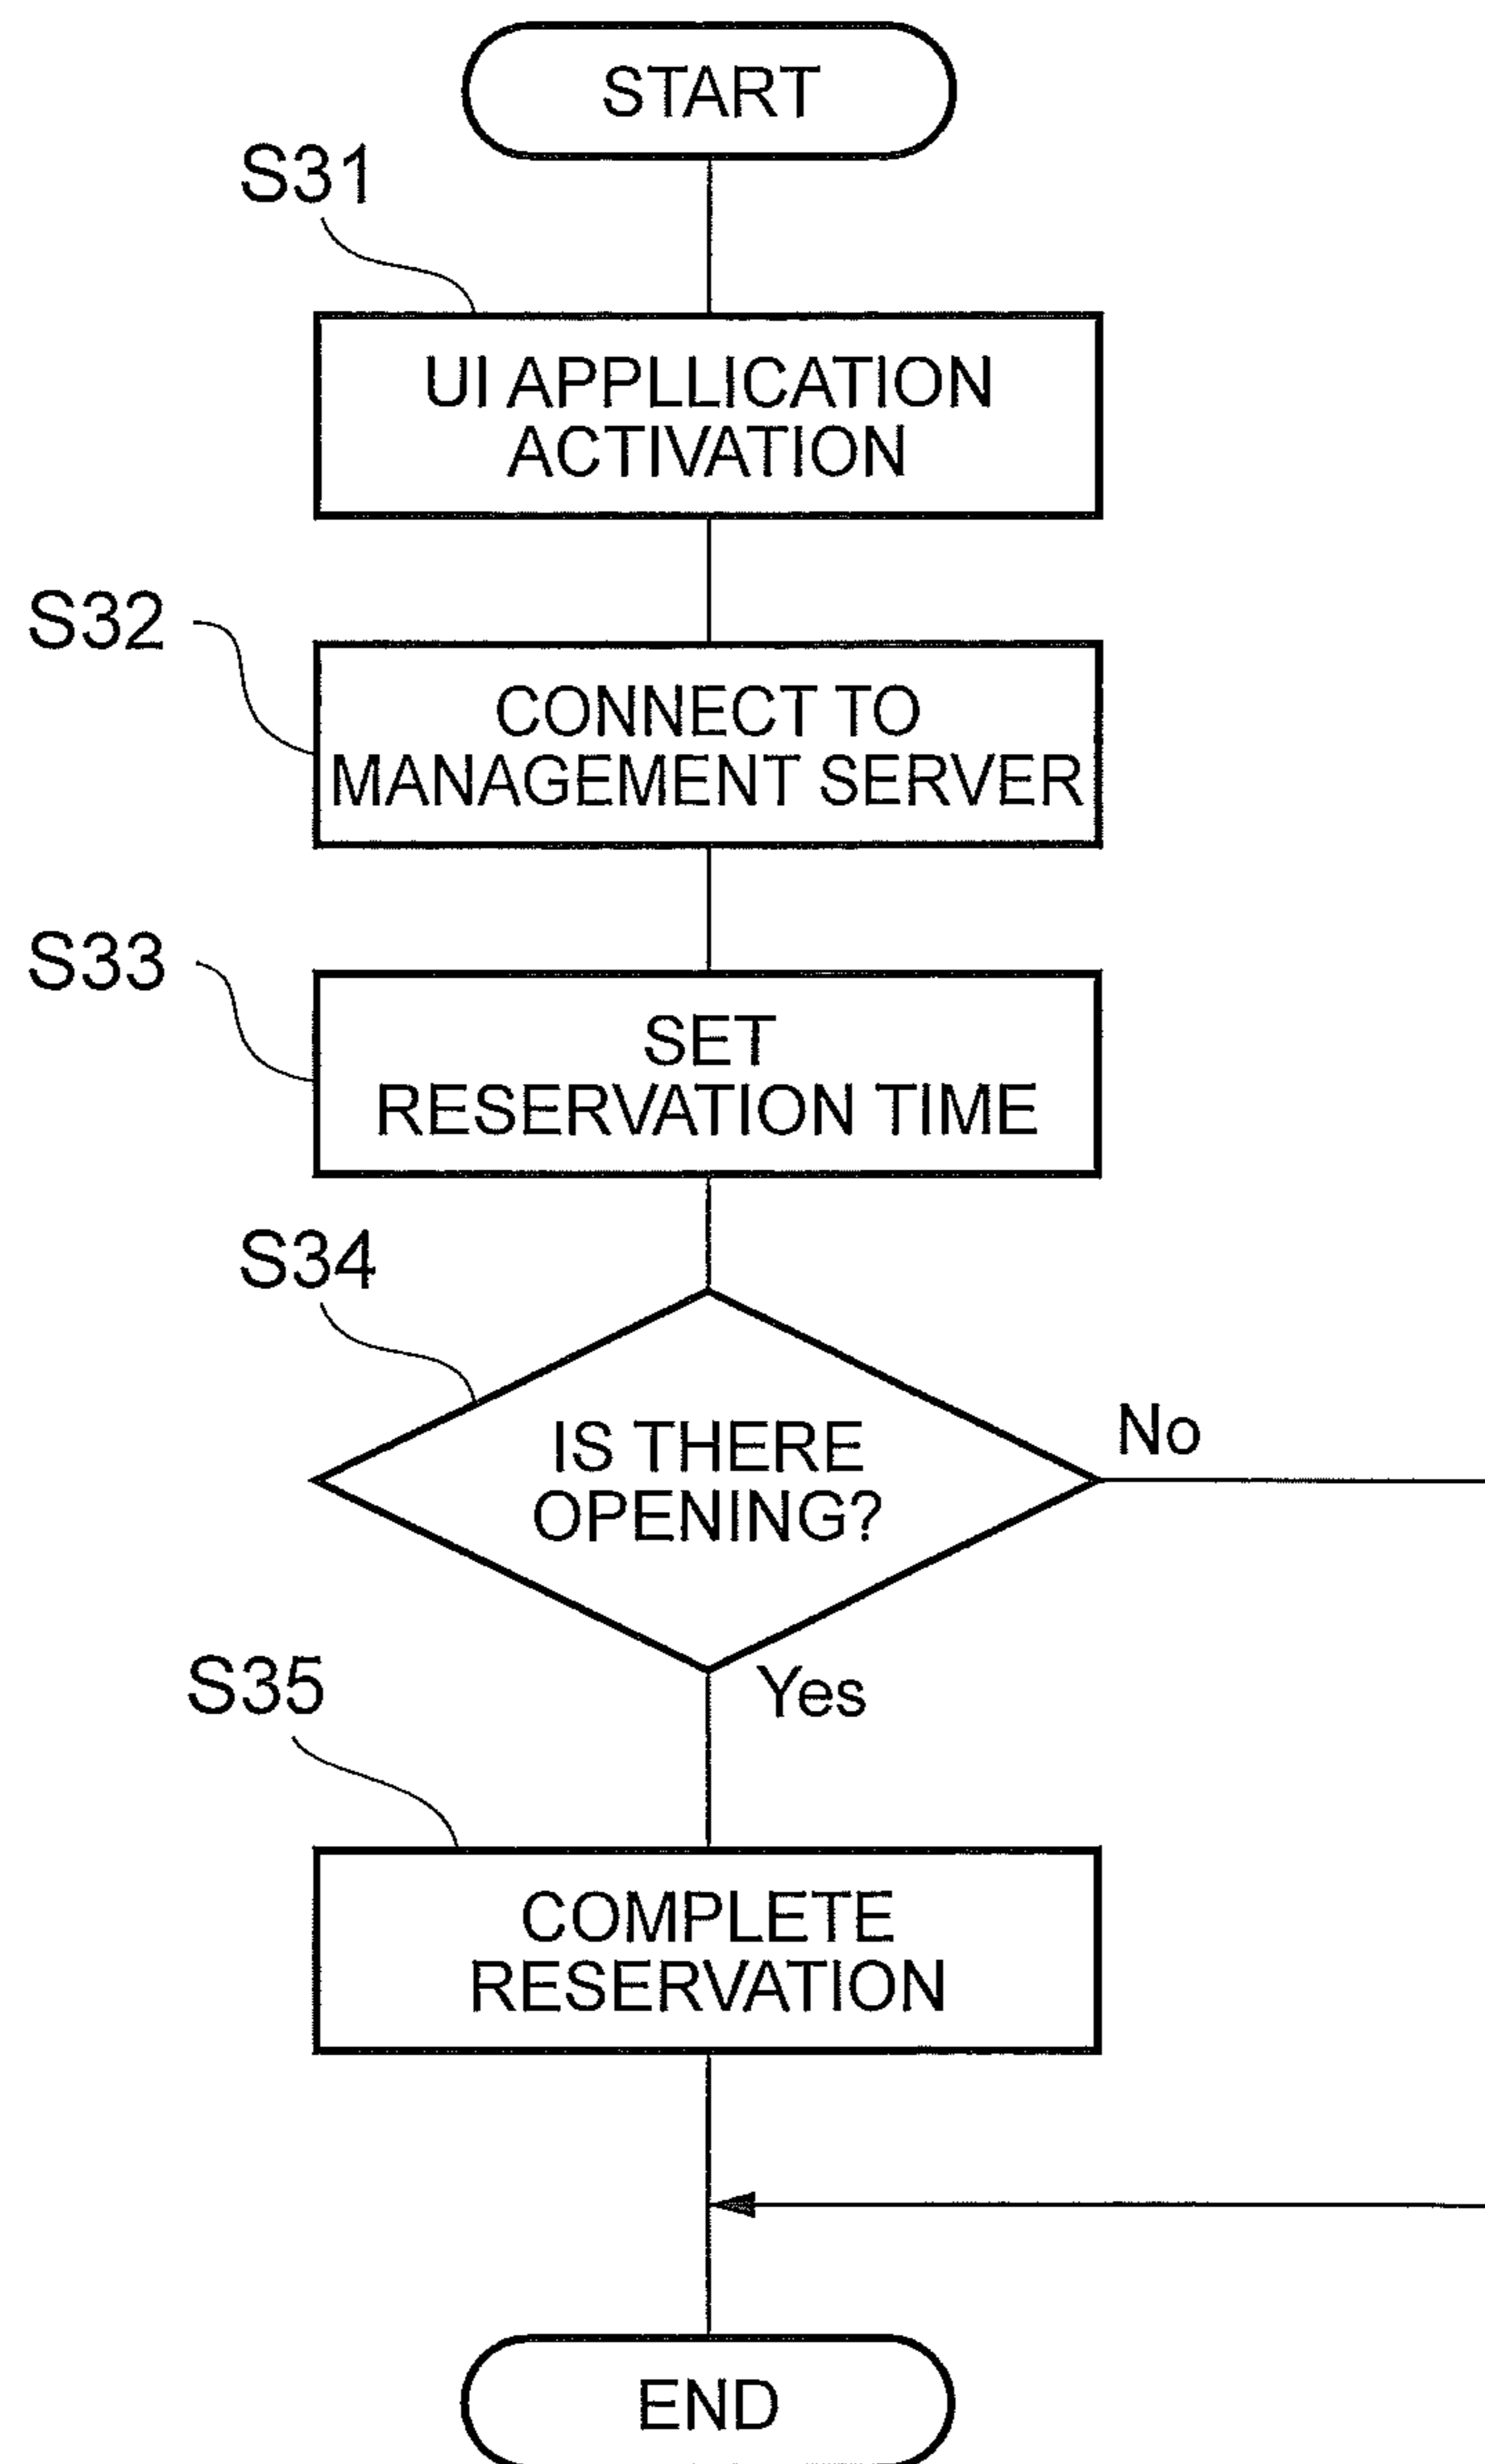 START
S31
UI APPLLICATION
ACTIVATION
S32
CONNECT TO
MANAGEMENT SERVER
S33
SET
RESERVATION TIME
S34
IS THERE
OPENING?
No
Yes
S35
COMPLETE
RESERVATION
END